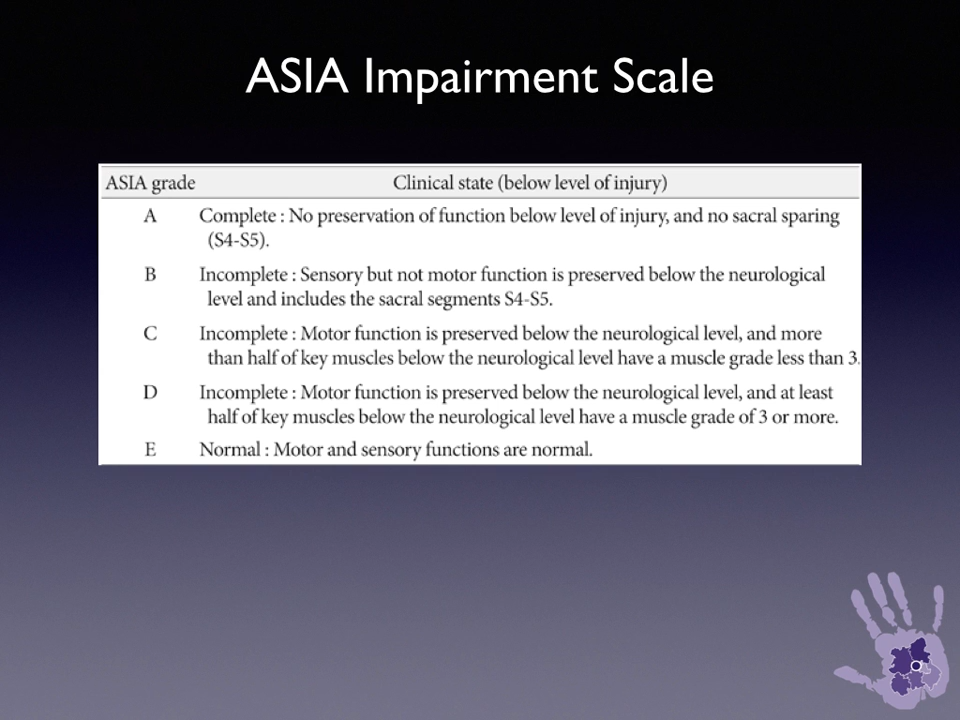 ASIA Impairment Scale
ASIA grade Clinical state (below level of injury)
A Complete : No preservation of function below level of injury, and no sacral sparing
(S4-S5).
B Incomplete : Sensory but not motor function is preserved below the neurological
level and includes the sacral segments S4-S5.
C Incomplete : Motor function is preserved below the neurological level, and more
than half of key muscles below the neurological level have a muscle grade less than 3.
D Incomplete : Motor function is preserved below the neurological level, and at least
half of key muscles below the neurological level have a muscle grade of 3 or more.
E Normal : Motor and sensory functions are normal.